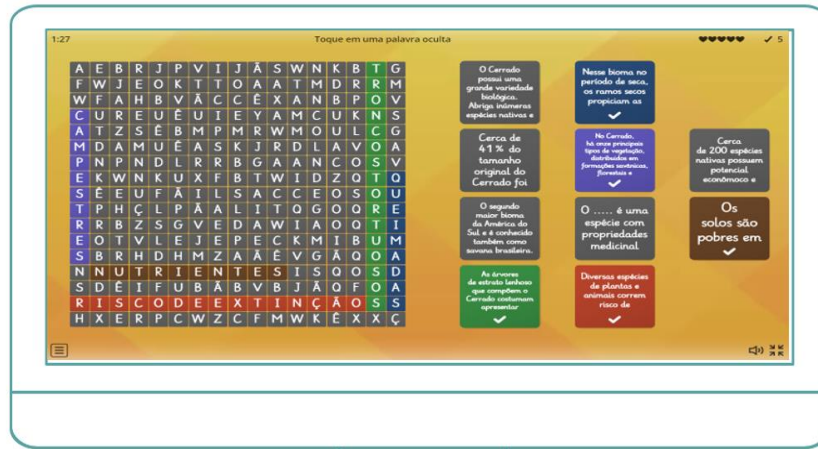 1:27
Toque em uma palavra oculta
5
A E B R J P V I J Ã S W N K B T G
F W J E O K T T O A A T M D R R M
W F A H B V Ã C C Ê X A N B P O V
C U R E U Ê U I E Y A M C U K N S
A T Z S Ê B M P M R W M O U L C G
M D A M U Ê A S K J R D L A V O A
P N P N D L R R B G A A N C O S V
E K W N K U X F B T W I D Z Q T Q
S Ê E U F Ã I L S A C C E O S O U
T P H Ç L P Ã A L I T Q G O Q R E
R R B Z S G V E D A W I A O Q T I
E O T V L E J E P E C K M I B U M
S B R H D H M Z A Ã Ê V G Ã Q O A
N N U T R I E N T E S I S Q O S D
S D Ê I F U B Ã B V B J Ã Q F O A
R I S C O D E E X T I N Ç Ã O S S
H X E R P C W Z C F M W K Ê X X Ç
O Cerrado
possui uma
grande variedade
biológica.
Abriga inúmeras
espécies nativas e
Nesse bioma no
período de seca,
os ramos secos
propiciam as
Cerca de
41% do
tamanho
original do
Cerrado foi
No Cerrado,
há onze principais
tipos de vegetação,
distribuídos em
formações savânicas,
florestais e
Cerca
de 200 espécies
nativas possuem
potencial
econômoco e
O segundo
maior bioma
da América do
Sul e é conhecido
também como
savana brasileira.
O ..... é uma
espécie com
propriedades
medicinal
Os
solos são
pobres em
As árvores
de estrato lenhoso
que compõem o
Cerrado costumam
apresentar
Diversas espécies
de plantas e
animais correm
risco de